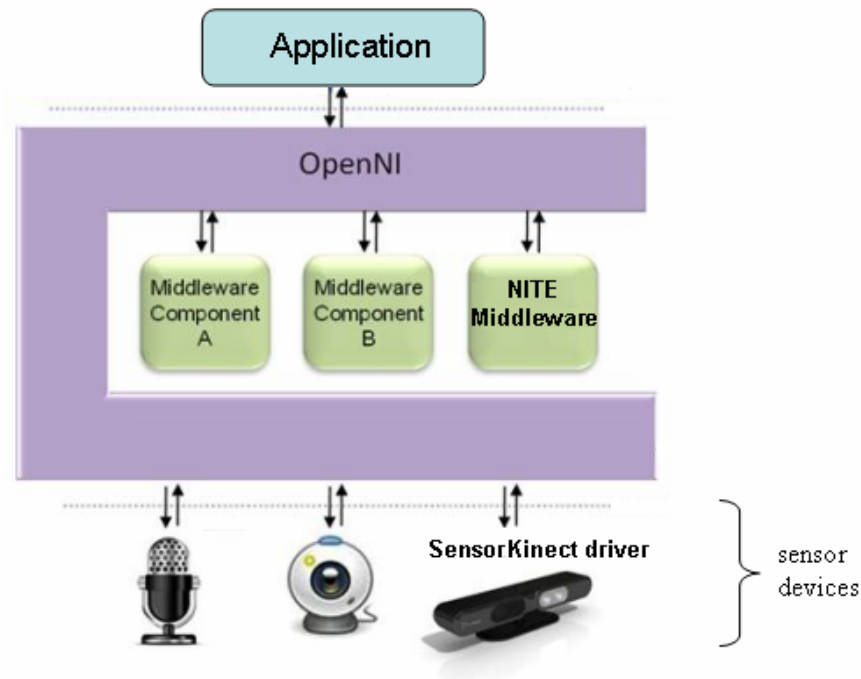 Application
OpenNI
Middleware
Component
A
Middleware
Component
B
NITE
Middleware
SensorKinect driver
sensor
devices